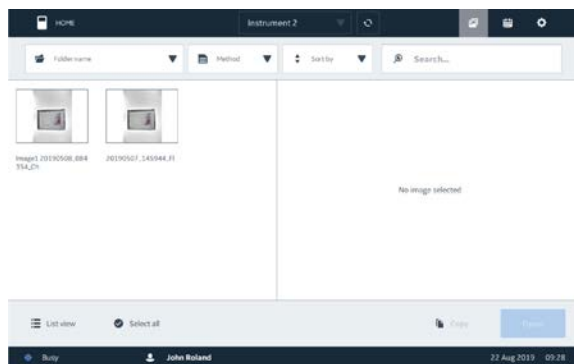 HOME
Instrument 2
Folder name
Method
Sort by
Search...
Image1 20190508_084
354_Ch
20190507_145944_Fl
No image selected
List view
Select all
Copy
Busy
John Roland
22 Aug 2019 09:28